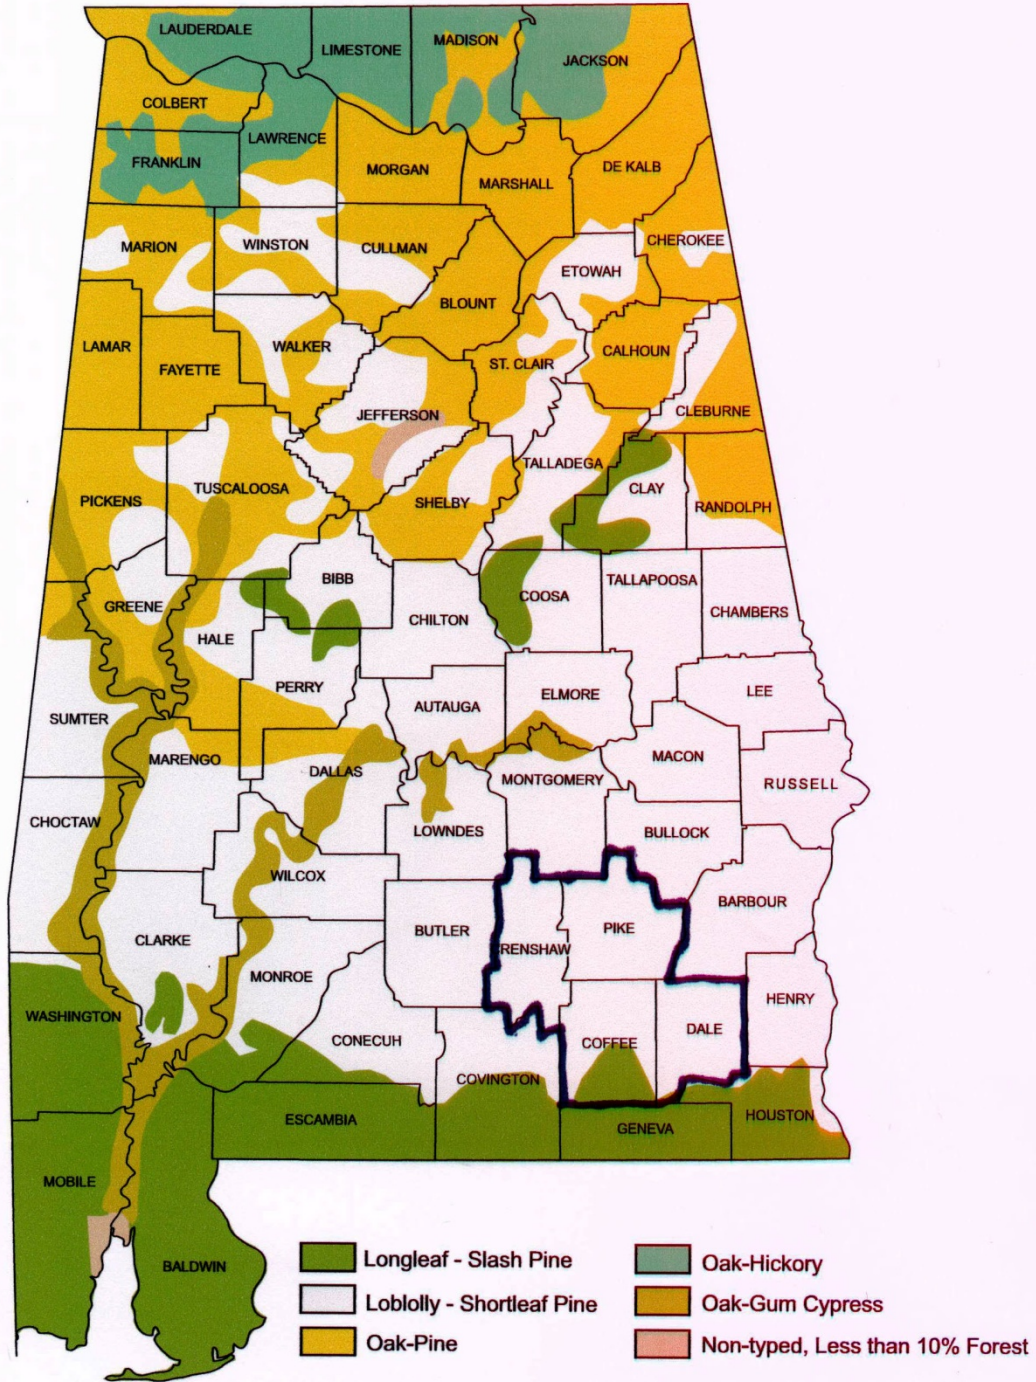 LAUDERDALE
LIMESTONE
MADISON
JACKSON
COLBERT
LAWRENCE
FRANKLIN
MORGAN
MARSHALL
DE KALB
MARION
WINSTON
CULLMAN
CHEROKEE
ETOWAH
BLOUNT
LAMAR
WALKER
FAYETTE
ST. CLAIR
CALHOUN
JEFFERSON
CLEBURNE
TALLADEGA
PICKENS
TUSCALOOSA
SHELBY
CLAY
RANDOLPH
BIBB
TALLAPOOSA
GREENE
COOSA
CHAMBERS
HALE
CHILTON
PERRY
LEE
SUMTER
AUTAUGA
ELMORE
MARENGO
DALLAS
MACON
MONTGOMERY
RUSSELL
CHOCTAW
LOWNDES
BULLOCK
WILCOX
BARBOUR
CLARKE
BUTLER
CRENSHAW
PIKE
MONROE
HENRY
WASHINGTON
CONECUH
COFFEE
DALE
COVINGTON
ESCAMBIA
GENEVA
HOUSTON
MOBILE
BALDWIN
Longleaf - Slash Pine
Loblolly - Shortleaf Pine
Oak-Pine
Oak-Hickory
Oak-Gum Cypress
Non-typed, Less than 10% Forest